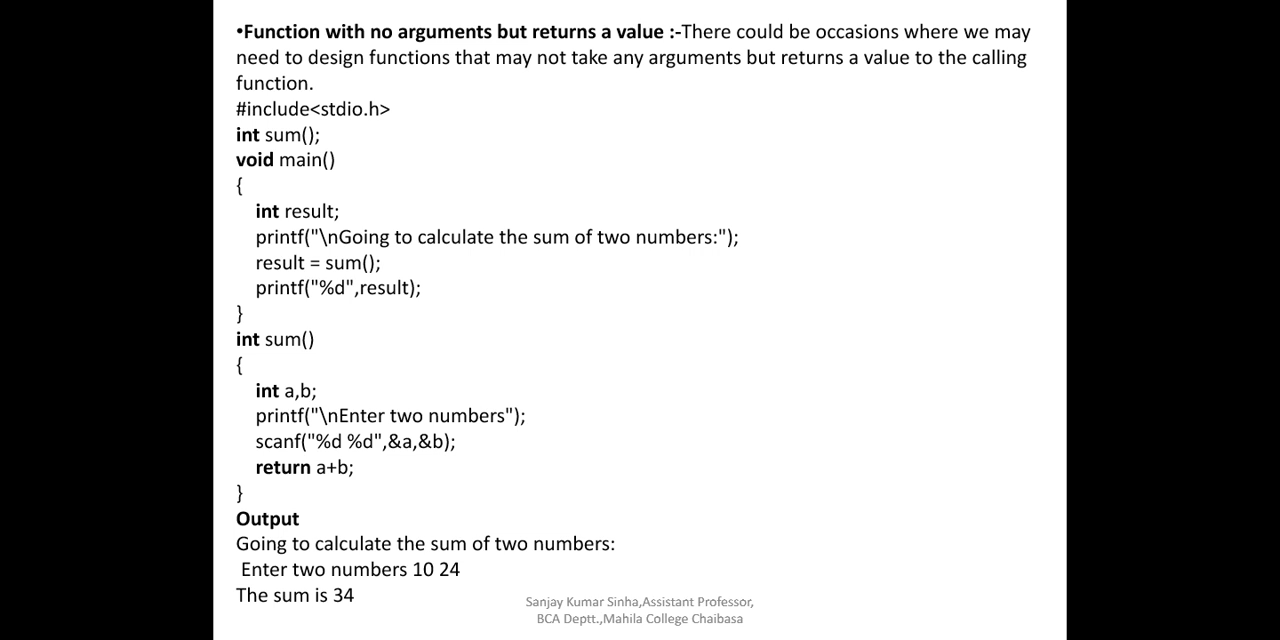 •Function with no arguments but returns a value :-There could be occasions where we may
need to design functions that may not take any arguments but returns a value to the calling
function.
#include<stdio.h>
int sum();
void main()
{
int result;
printf("\nGoing to calculate the sum of two numbers:");
result = sum();
printf("%d",result);
}
int sum()
{
int a,b;
printf("\nEnter two numbers");
scanf("%d %d",&a,&b);
return a+b;
}
Output
Going to calculate the sum of two numbers:
Enter two numbers 10 24
The sum is 34
Sanjay Kumar Sinha,Assistant Professor,
BCA Deptt.,Mahila College Chaibasa